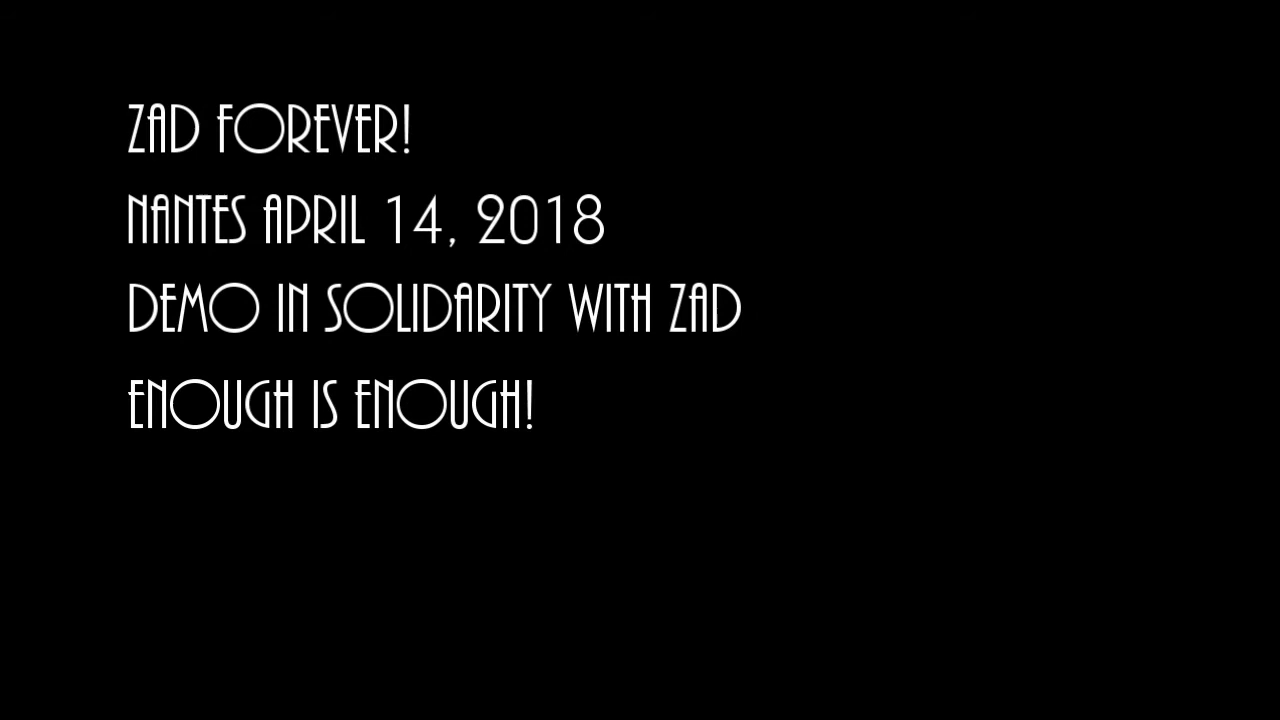 ZAD FOREVER!
NANTES APRIL 14, 2018
DEMO IN SOLIDARITY WITH ZAD
ENOUGH IS ENOUGH!